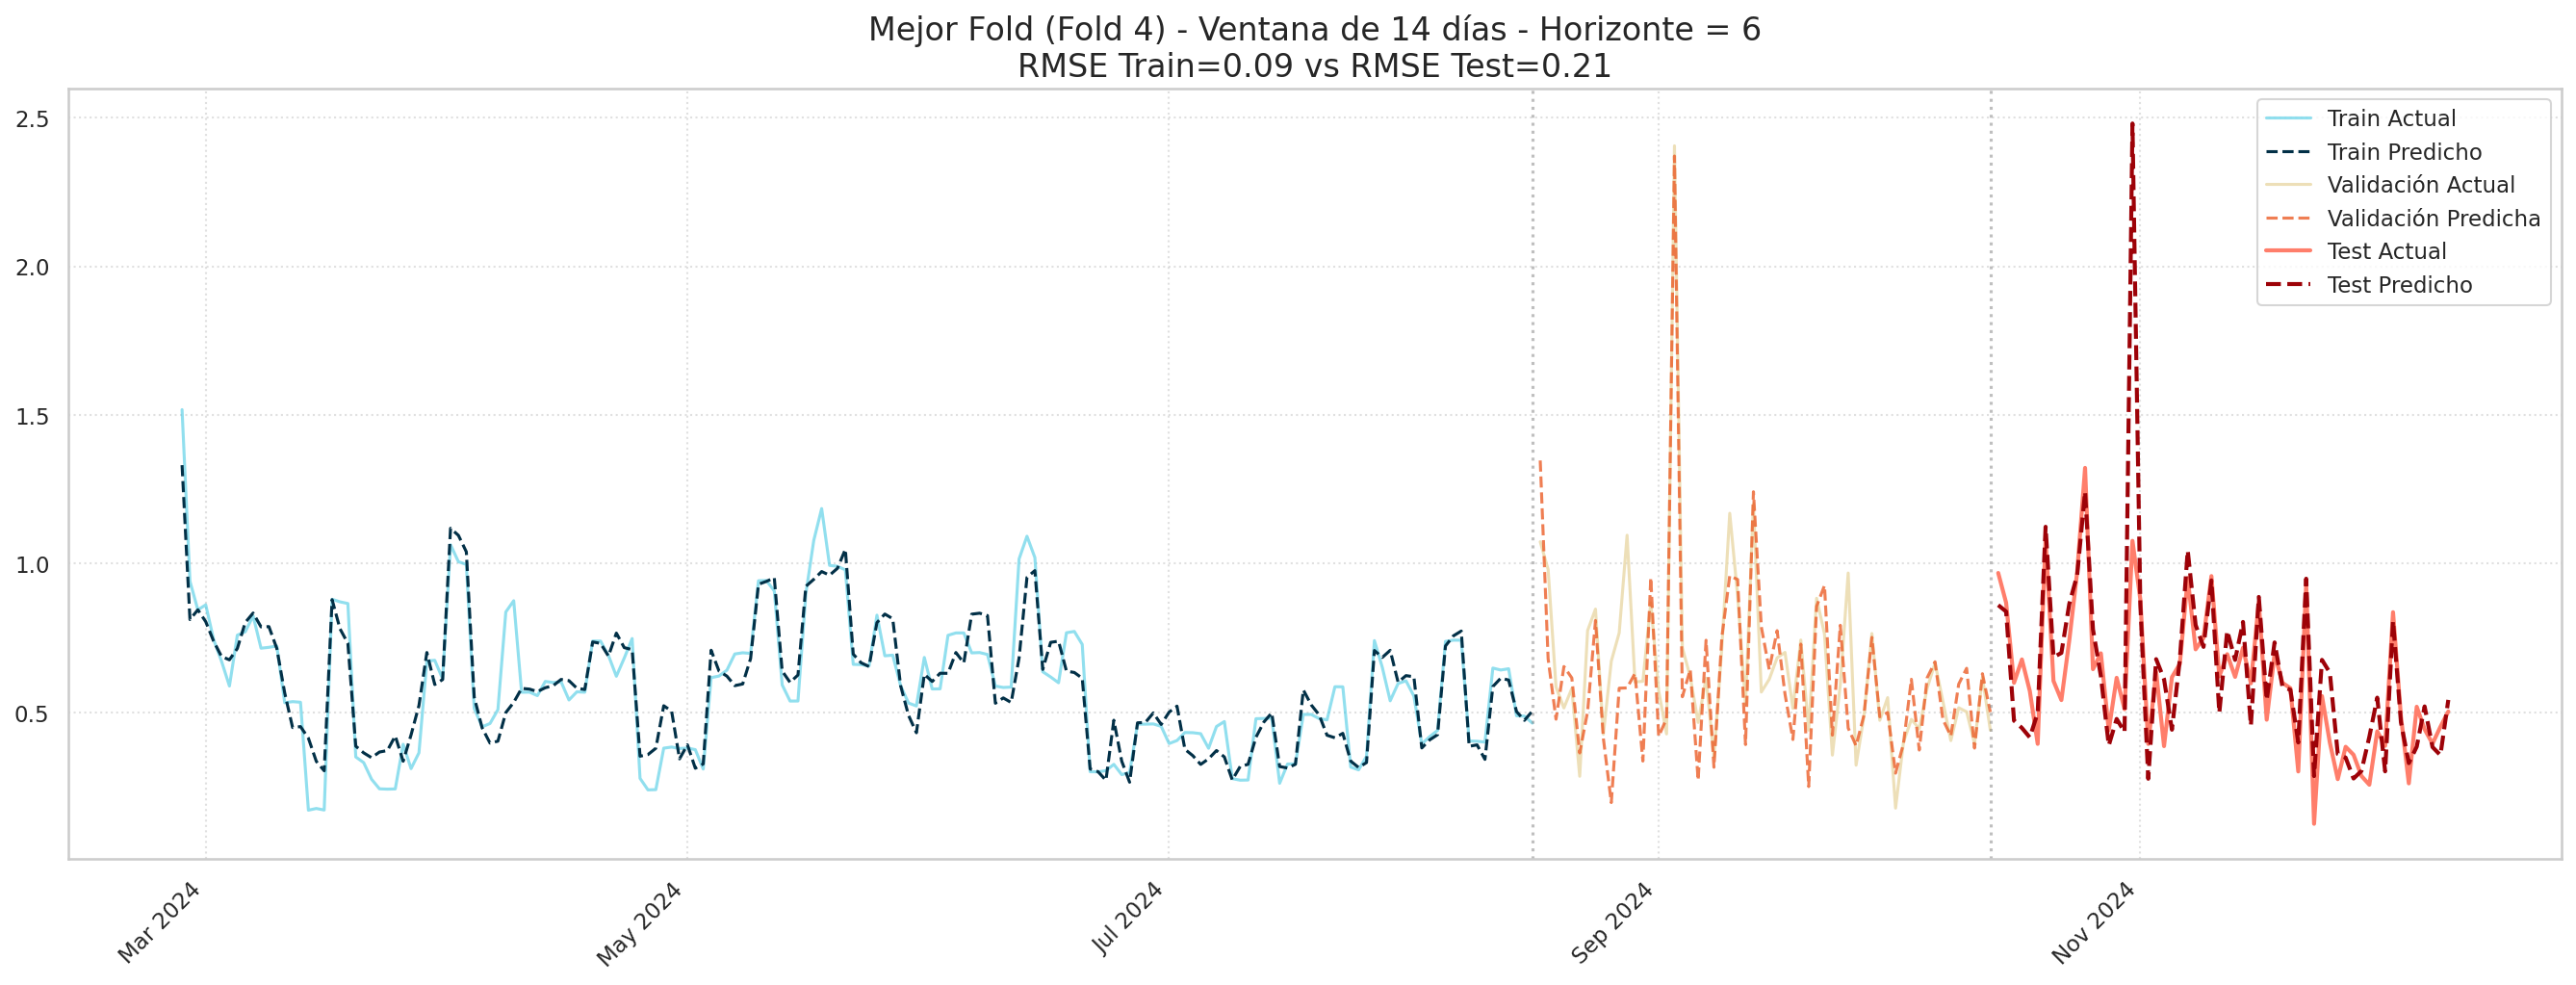 Mejor Fold (Fold 4) - Ventana de 14 días - Horizonte = 6
RMSE Train=0.09 vs RMSE Test=0.21
2.5
2.0
1.5
1.0
0.5
Train Actual
Train Predicho
Validación Actual
Validación Predicha
Test Actual
Test Predicho
Mar 2024
May 2024
Jul 2024
Sep 2024
Nov 2024